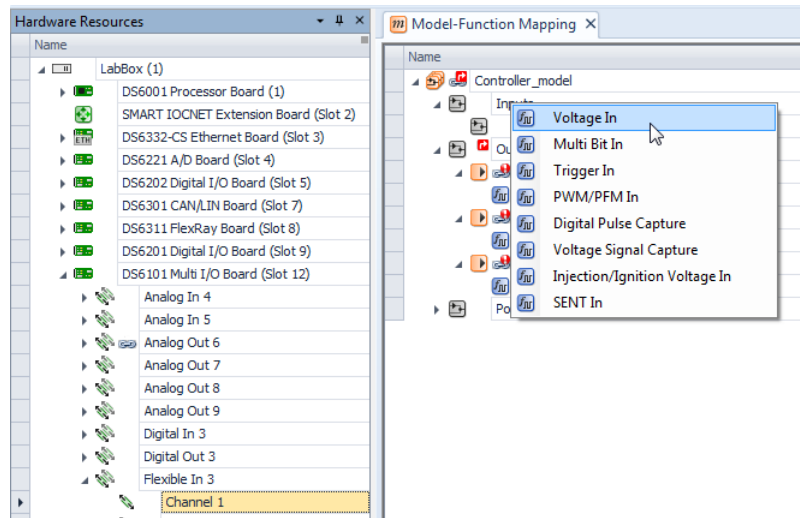 Hardware Resources
Name
LabBox (1)
DS6001 Processor Board (1)
SMART IOCNET Extension Board (Slot 2)
ETH
DS6332-CS Ethernet Board (Slot 3)
DS6221 A/D Board (Slot 4)
DS6202 Digital I/O Board (Slot 5)
DS6301 CAN/LIN Board (Slot 7)
DS6311 FlexRay Board (Slot 8)
DS6201 Digital I/O Board (Slot 9)
DS6101 Multi I/O Board (Slot 12)
Analog In 4
Analog In 5
Analog Out 6
Analog Out 7
Analog Out 8
Analog Out 9
Digital In 3
Digital Out 3
Flexible In 3
Channel 1
m Model-Function Mapping
Name
Controller_model
Inputs
Ou
Po
Voltage In
Multi Bit In
Trigger In
PWM/PFM In
Digital Pulse Capture
Voltage Signal Capture
Injection/Ignition Voltage In
SENT In